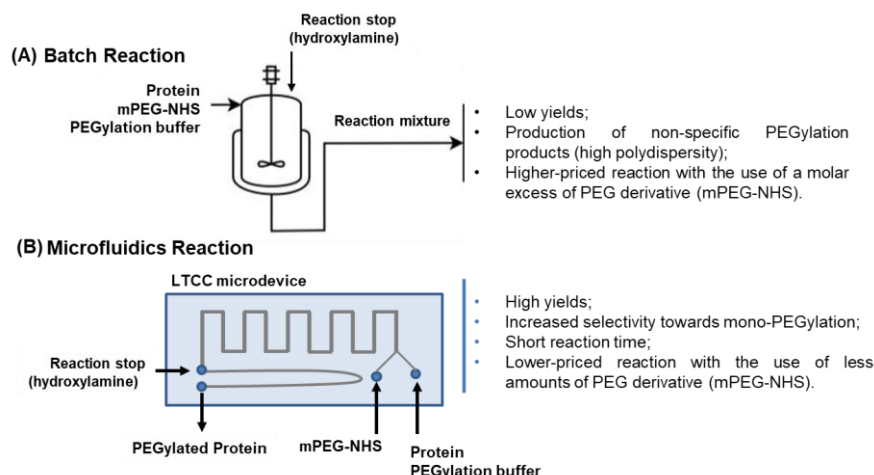 Reaction stop
(hydroxylamine)
(A) Batch Reaction
Protein
mPEG-NHS
PEGylation buffer
Reaction mixture
• Low yields;
• Production of non-specific PEGylation
products (high polydispersity);
• Higher-priced reaction with the use of a molar
excess of PEG derivative (mPEG-NHS).
(B) Microfluidics Reaction
LTCC microdevice
Reaction stop
(hydroxylamine)
PEGylated Protein
mPEG-NHS
Protein
PEGylation buffer
• High yields;
• Increased selectivity towards mono-PEGylation;
• Short reaction time;
• Lower-priced reaction with the use of less
amounts of PEG derivative (mPEG-NHS).